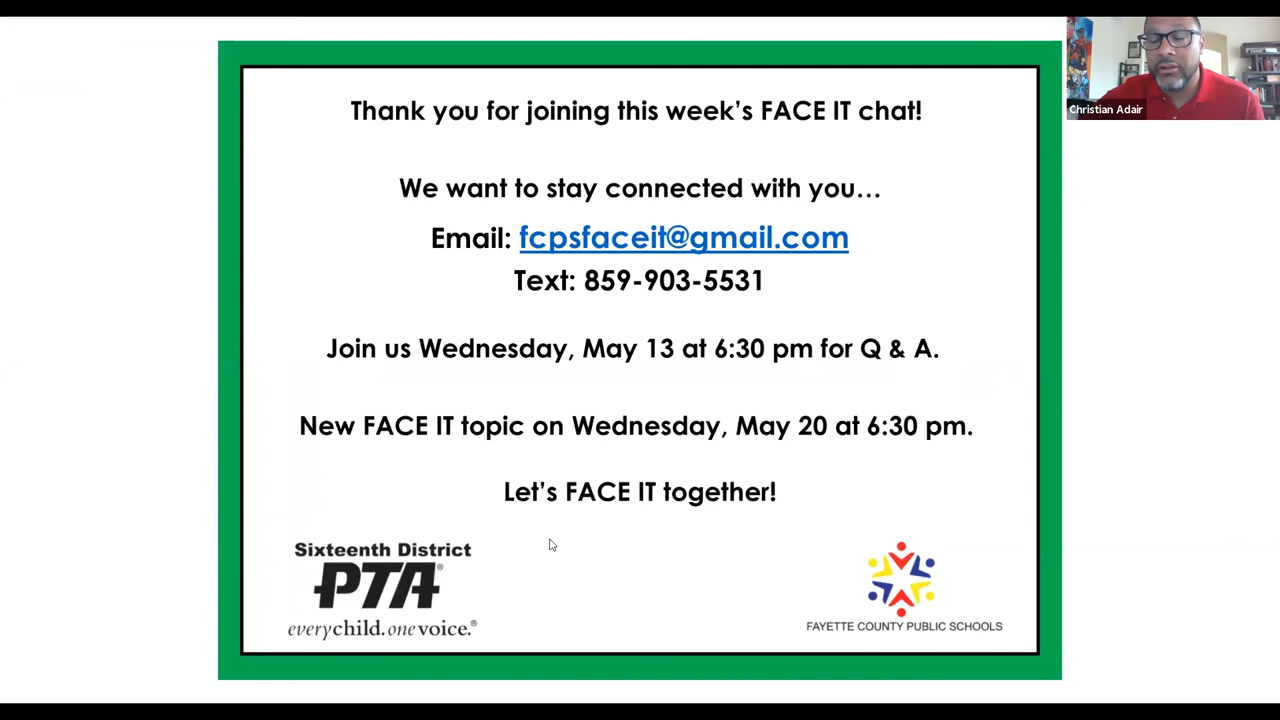 Thank you for joining this week's FACE IT chat!
Christian Adair
We want to stay connected with you…
Email: fcpsfaceit@gmail.com
Text: 859-903-5531
Join us Wednesday, May 13 at 6:30 pm for Q & A.
New FACE IT topic on Wednesday, May 20 at 6:30 pm.
Let's FACE IT together!
Sixteenth District
PTA®
everychild.onevoice.®
FAYETTE COUNTY PUBLIC SCHOOLS